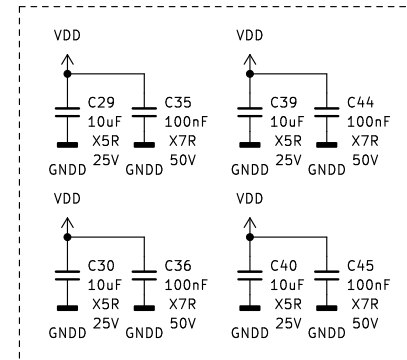 VDD VDD
C29 C35 C39 C44
10uF 100nF 10uF 100nF
X5R X7R X5R X7R
25V 50V 25V 50V
GNDD GNDD GNDD GNDD
VDD VDD
C30 C36 C40 C45
10uF 100nF 10uF 100nF
X5R X7R X5R X7R
25V 50V 25V 50V
GNDD GNDD GNDD GNDD